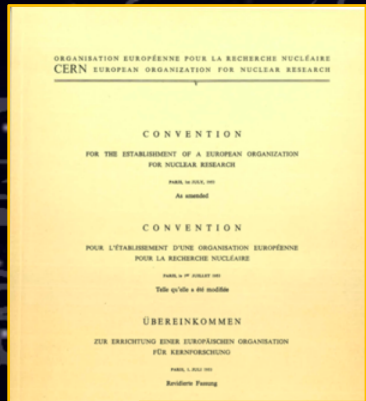 ORGANISATION EUROPÉENNE POUR LA RECHERCHE NUCLÉAIRE
CERN EUROPEAN ORGANIZATION FOR NUCLEAR RESEARCH
CONVENTION
FOR THE ESTABLISHMENT OF A EUROPEAN ORGANIZATION
FOR NUCLEAR RESEARCH
PARIS, 1st JULY, 1953
As amended
CONVENTION
POUR L'ÉTABLISSEMENT D'UNE ORGANISATION EUROPÉENNE
POUR LA RECHERCHE NUCLÉAIRE
PARIS, le 1er JUILLET 1953
Telle qu'elle a été modifiée
ÜBEREINKOMMEN
ZUR ERRICHTUNG EINER EUROPÄISCHEN ORGANISATION
FÜR KERNFORSCHUNG
PARIS, 1. JULI 1953
Revidierte Fassung